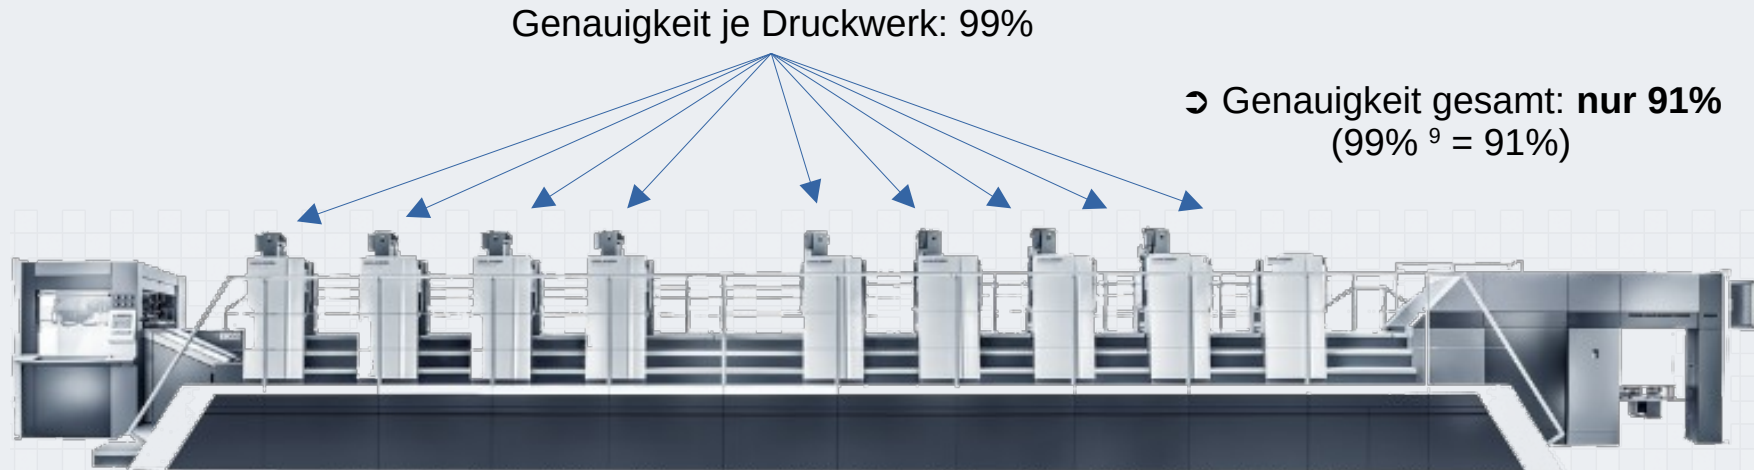 Genauigkeit je Druckwerk: 99%
➲ Genauigkeit gesamt: nur 91%
(99% ⁹ = 91%)